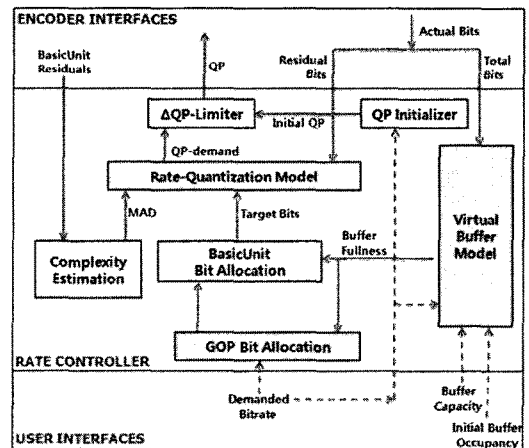 ENCODER INTERFACES
Actual Bits
BasicUnit
Residuals
QP
Residual
Bits
Total
Bits
ΔQP-Limiter
Initial QP
QP Initializer
QP-demand
Rate-Quantization Model
MAD
Target Bits
Virtual
Buffer
Model
Complexity
Estimation
BasicUnit
Bit Allocation
Buffer
Fullness
GOP Bit Allocation
RATE CONTROLLER
Demanded
Bitrate
Buffer
Capacity
Initial Buffer
Occupancy
USER INTERFACES